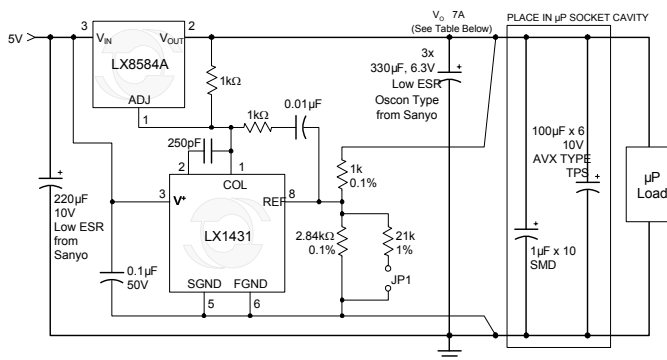 5V
3
2
V_IN
V_OUT
LX8584A
ADJ
1
V_O 7A
(See Table Below)
PLACE IN µP SOCKET CAVITY
1kΩ
1kΩ
0.01µF
3x
330µF, 6.3V
Low ESR
Oscon Type
from Sanyo
100µF x 6
10V
AVX TYPE
TPS
µP
Load
250pF
2
1
COL
3
V+
REF
8
LX1431
SGND
FGND
5
6
1k
0.1%
2.84kΩ
0.1%
21k
1%
JP1
220µF
10V
Low ESR
from
Sanyo
0.1µF
50V
1µF x 10
SMD